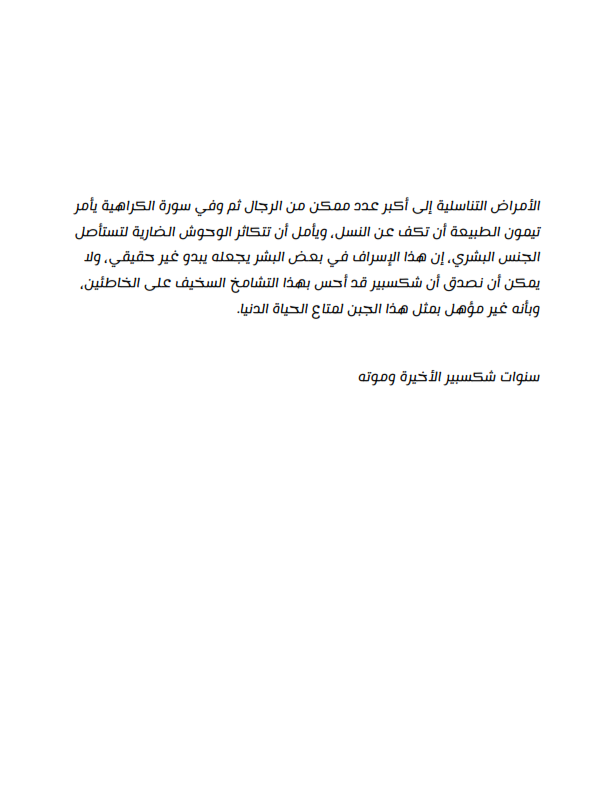 الأمراض التناسلية إلى أكبر عدد ممكن من الرجال ثم وفي سورة الكراهية يأمر
تيمون الطبيعة أن تكف عن النسل، ويأمل أن تتكاثر الوحوش الضارية لتستأصل
الجنس البشري، إن هذا الإسراف في بعض البشر يجعله يبدو غير حقيقي، ولا
يمكن أن نصدق أن شكسبير قد أحس بهذا التشامخ السخيف على الخاطئين،
وبأنه غير مؤهل بمثل هذا الجبن لمتاع الحياة الدنيا.
سنوات شكسبير الأخيرة وموته